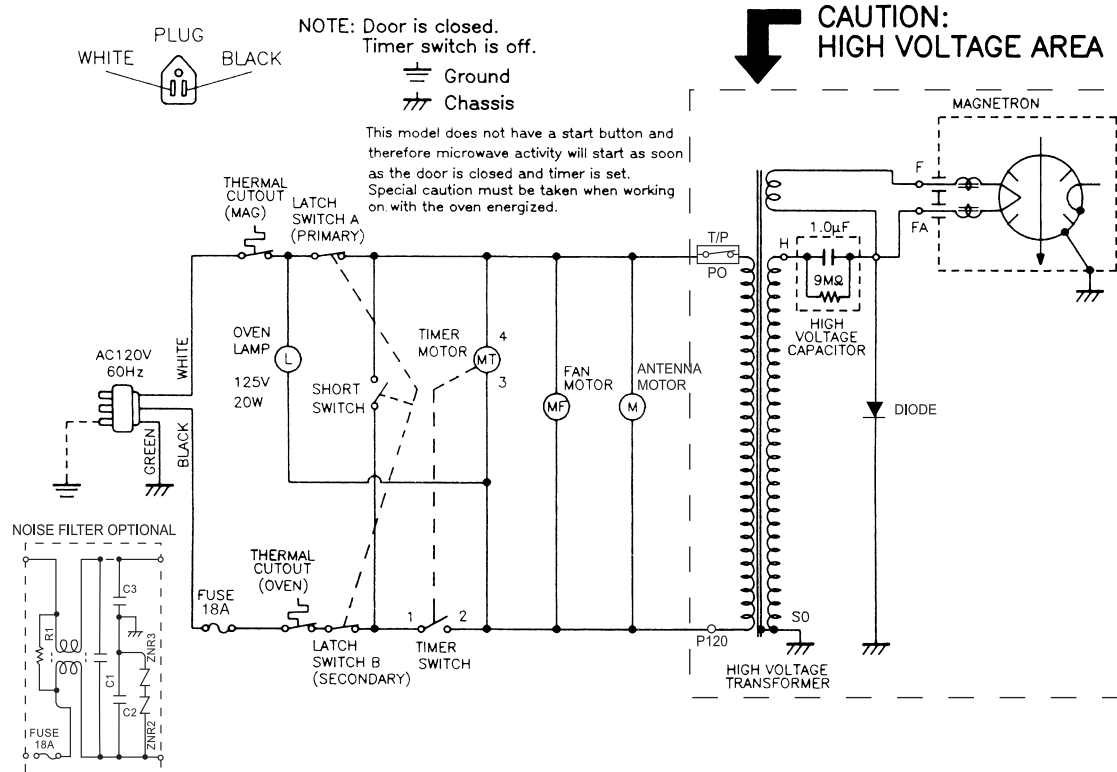 PLUG
WHITE
BLACK
NOTE: Door is closed.
Timer switch is off.
Ground
Chassis
This model does not have a start button and
therefore microwave activity will start as soon
as the door is closed and timer is set.
Special caution must be taken when working
on with the oven energized.
CAUTION:
HIGH VOLTAGE AREA
MAGNETRON
F
FA
THERMAL
CUTOUT
(MAG)
LATCH
SWITCH A
(PRIMARY)
T/P
PO
H
1.0µF
9MΩ
HIGH
VOLTAGE
CAPACITOR
AC120V
60Hz
WHITE
BLACK
GREEN
OVEN
LAMP
125V
20W
L
SHORT
SWITCH
TIMER
MOTOR
4
MT
3
FAN
MOTOR
MF
ANTENNA
MOTOR
M
DIODE
NOISE FILTER OPTIONAL
R1
C1
C3
C2
ZNR3
ZNR2
FUSE
18A
FUSE
18A
THERMAL
CUTOUT
(OVEN)
LATCH
SWITCH B
(SECONDARY)
1
2
TIMER
SWITCH
P120
SO
HIGH VOLTAGE
TRANSFORMER